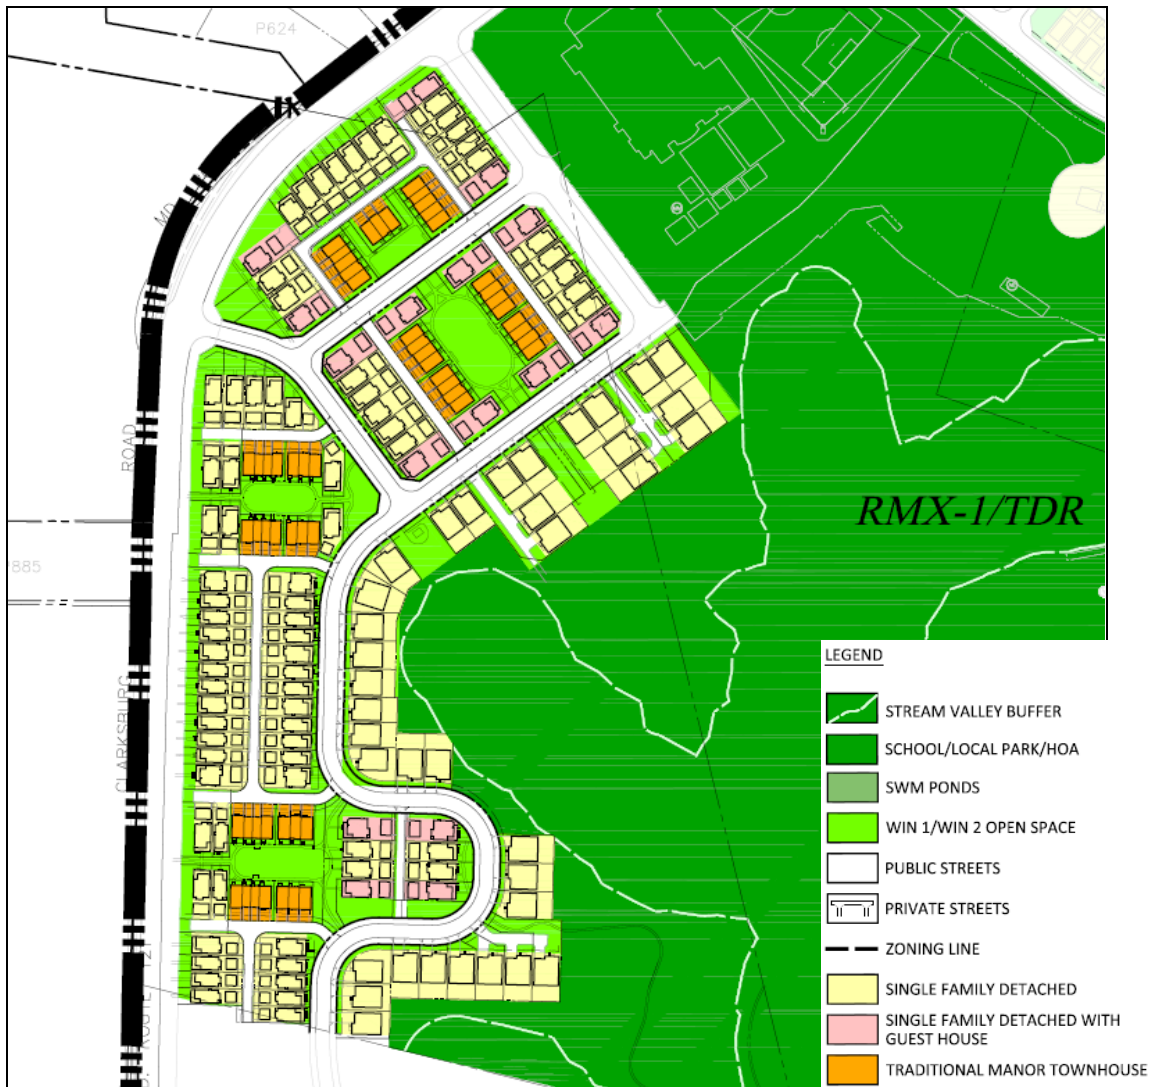 P624
MD
ROAD
RMX-1/TDR
885
CLARKSBURG
ROUTE 121
LEGEND
STREAM VALLEY BUFFER
SCHOOL/LOCAL PARK/HOA
SWM PONDS
WIN 1/WIN 2 OPEN SPACE
PUBLIC STREETS
PRIVATE STREETS
ZONING LINE
SINGLE FAMILY DETACHED
SINGLE FAMILY DETACHED WITH
GUEST HOUSE
TRADITIONAL MANOR TOWNHOUSE